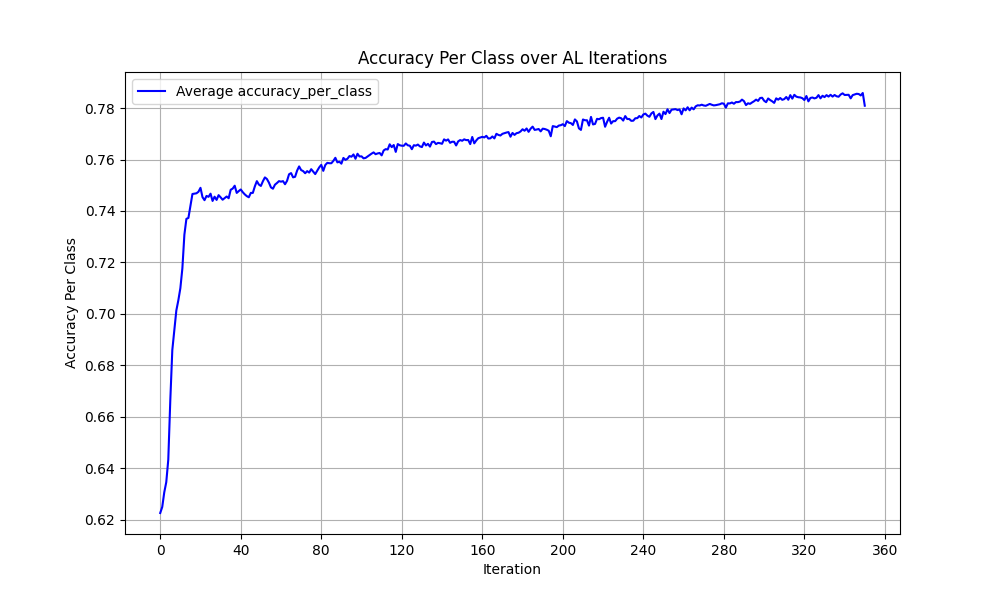 Accuracy Per Class over AL Iterations
Average accuracy_per_class
Accuracy Per Class
0.78
0.76
0.74
0.72
0.70
0.68
0.66
0.64
0.62
0 40 80 120 160 200 240 280 320 360
Iteration